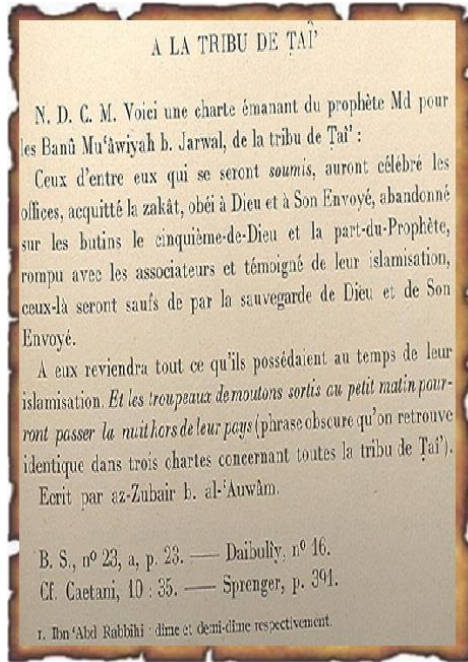 A LA TRIBU DE ṬAÎ’
N. D. C. M. Voici une charte émanant du prophète Md pour
les Banû Mu‘âwiyah b. Jarwal, de la tribu de Ṭaî’ :
Ceux d'entre eux qui se seront soumis, auront célébré les
offices, acquitté la zakât, obéi à Dieu et à Son Envoyé, abandonné
sur les butins le cinquième-de-Dieu et la part-du-Prophète,
rompu avec les associateurs et témoigné de leur islamisation,
ceux-là seront saufs de par la sauvegarde de Dieu et de Son
Envoyé.
A eux reviendra tout ce qu'ils possédaient au temps de leur
islamisation. Et les troupeaux de moutons sortis au petit matin pour-
ront passer la nuit hors de leur pays (phrase obscure qu'on retrouve
identique dans trois chartes concernant toutes la tribu de Ṭaî’).
Ecrit par az-Zubair b. al-‘Auwâm.
B. S., nº 23, a, p. 23. — Daibulîy, nº 16.
Cf. Caetani, 10 : 35. — Sprenger, p. 391.
1. Ibn ‘Abd Rabbihi : dîme et demi-dîme respectivement.